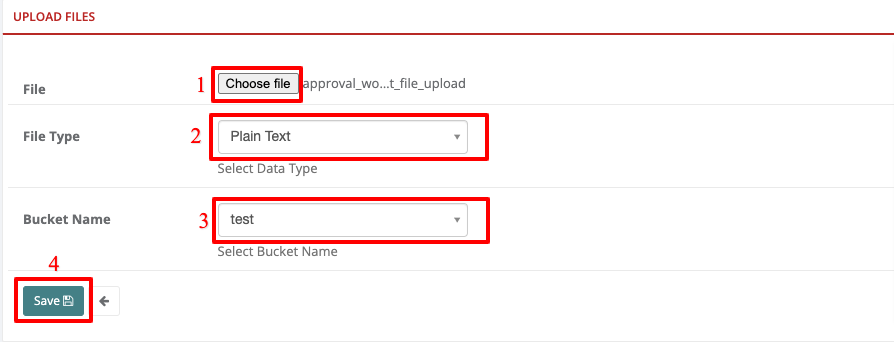 UPLOAD FILES
File 1 Choose file approval_wo...t_file_upload
File Type 2 Plain Text
Select Data Type
Bucket Name 3 test
Select Bucket Name
4
Save